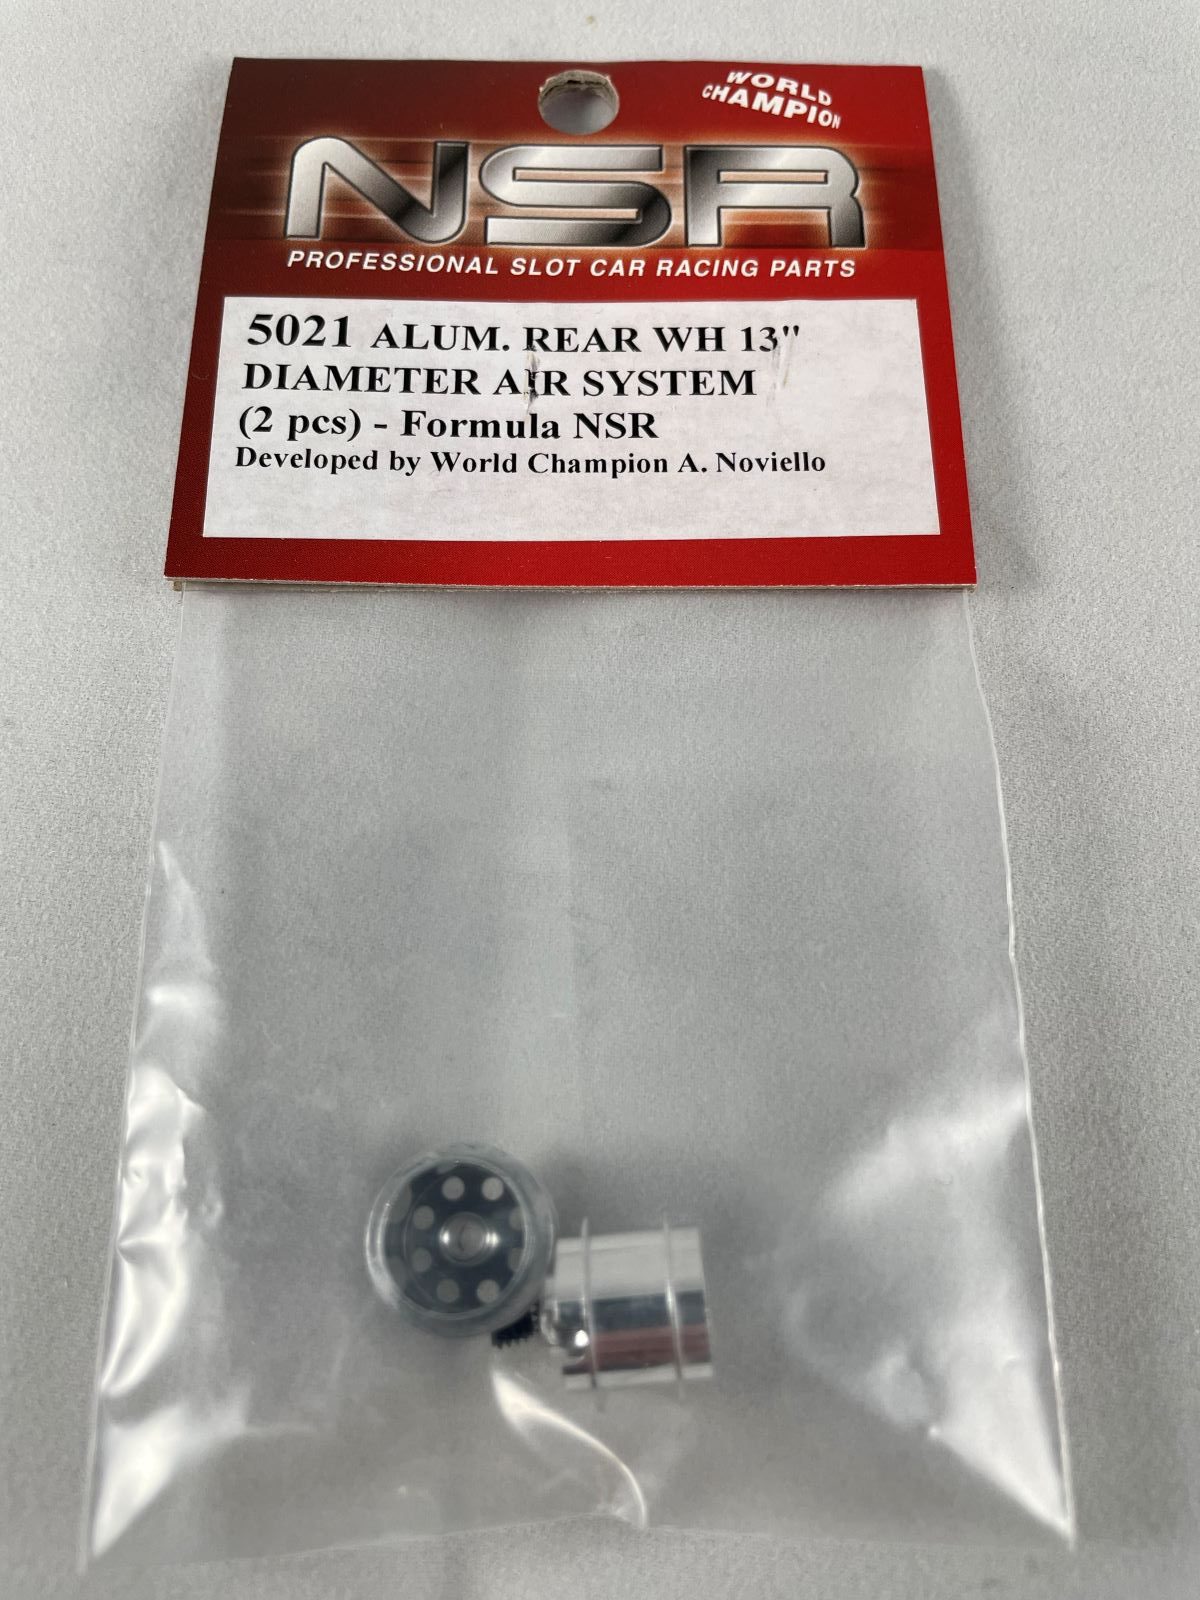 WORLD
CHAMPION
NSR
PROFESSIONAL SLOT CAR RACING PARTS
5021 ALUM. REAR WH 13"
DIAMETER AIR SYSTEM
(2 pcs) - Formula NSR
Developed by World Champion A. Noviello